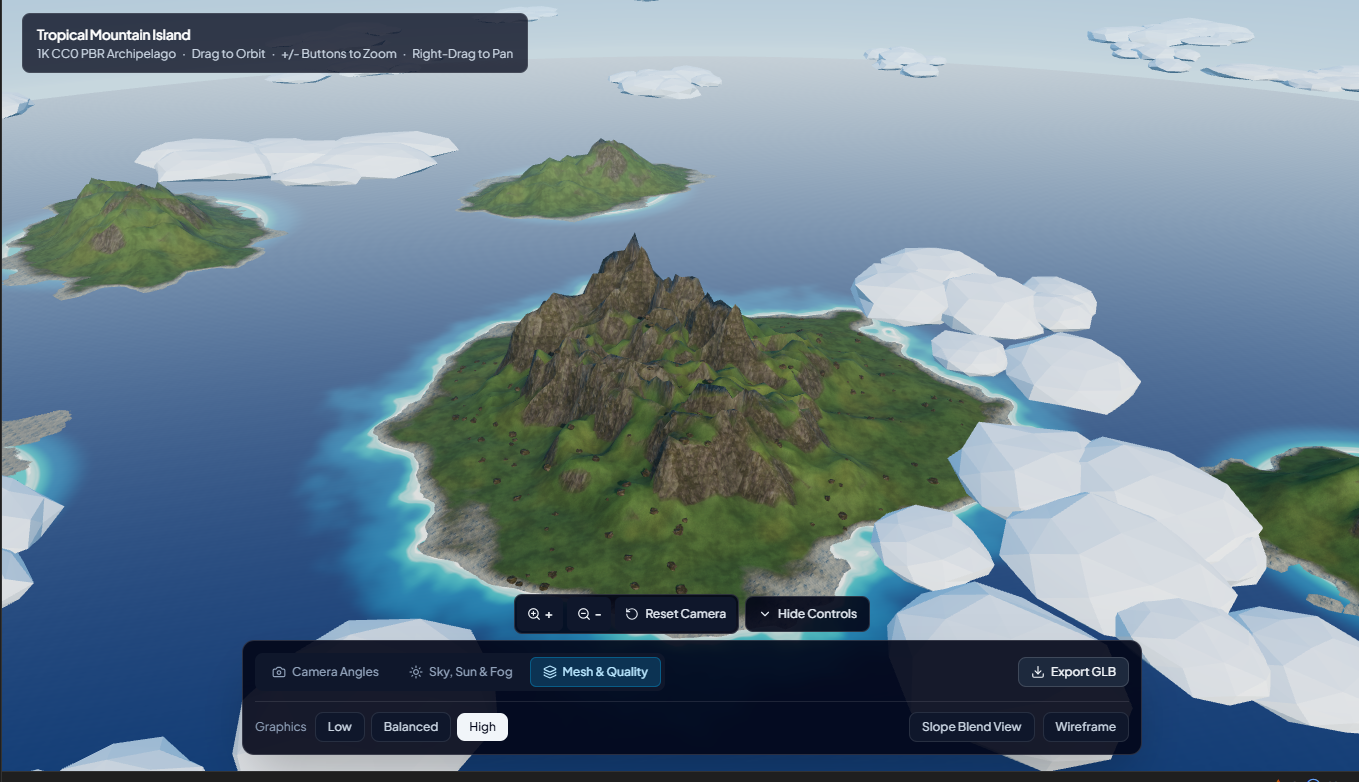 Tropical Mountain Island
1K CC0 PBR Archipelago · Drag to Orbit · +/- Buttons to Zoom · Right-Drag to Pan
+ - Reset Camera Hide Controls
Camera Angles Sky, Sun & Fog Mesh & Quality Export GLB
Graphics Low Balanced High Slope Blend View Wireframe